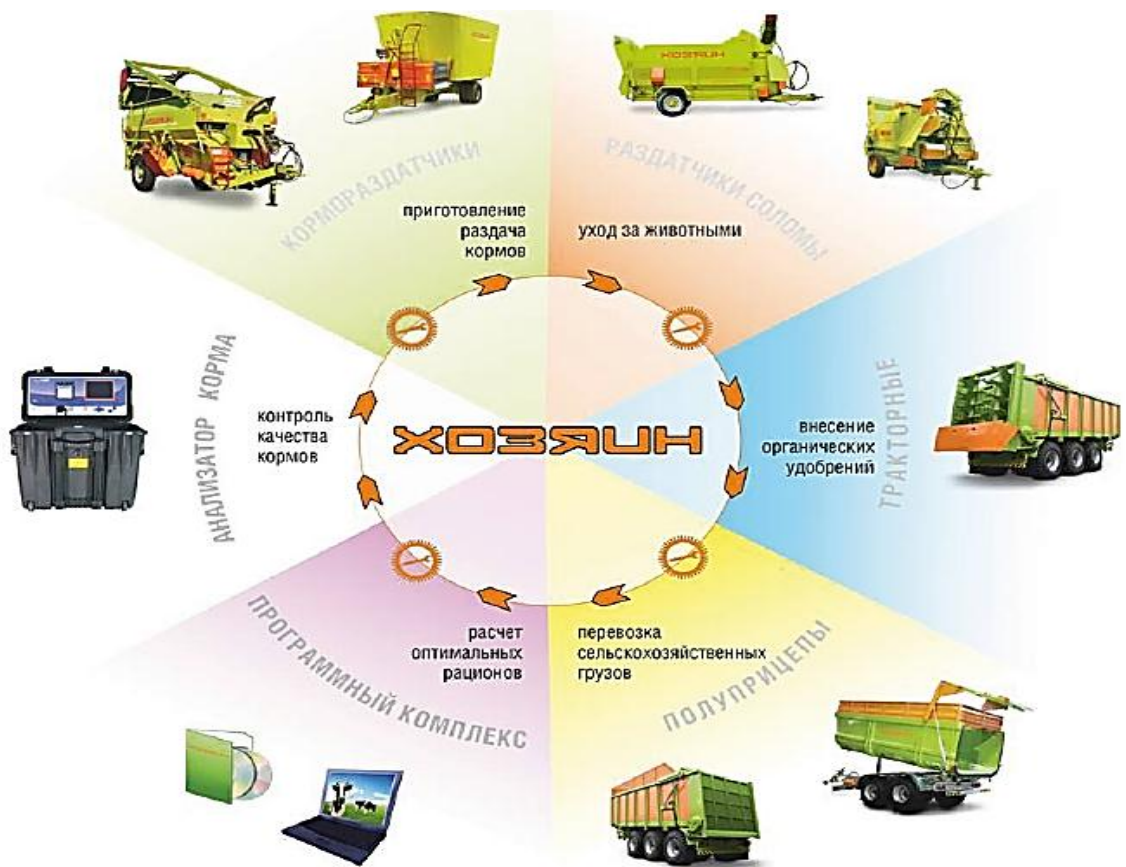 КОРМОРАЗДАТЧИКИ
приготовление
раздача
кормов
РАЗДАТЧИКИ СОЛОМЫ
уход за животными
ХОЗЯИН
ТРАКТОРНЫЕ
внесение
органических
удобрений
ПОЛУПРИЦЕПЫ
перевозка
сельскохозяйственных
грузов
ПРОГРАММНЫЙ КОМПЛЕКС
расчет
оптимальных
рационов
АНАЛИЗАТОР КОРМА
контроль
качества
кормов
ХОЗЯИН